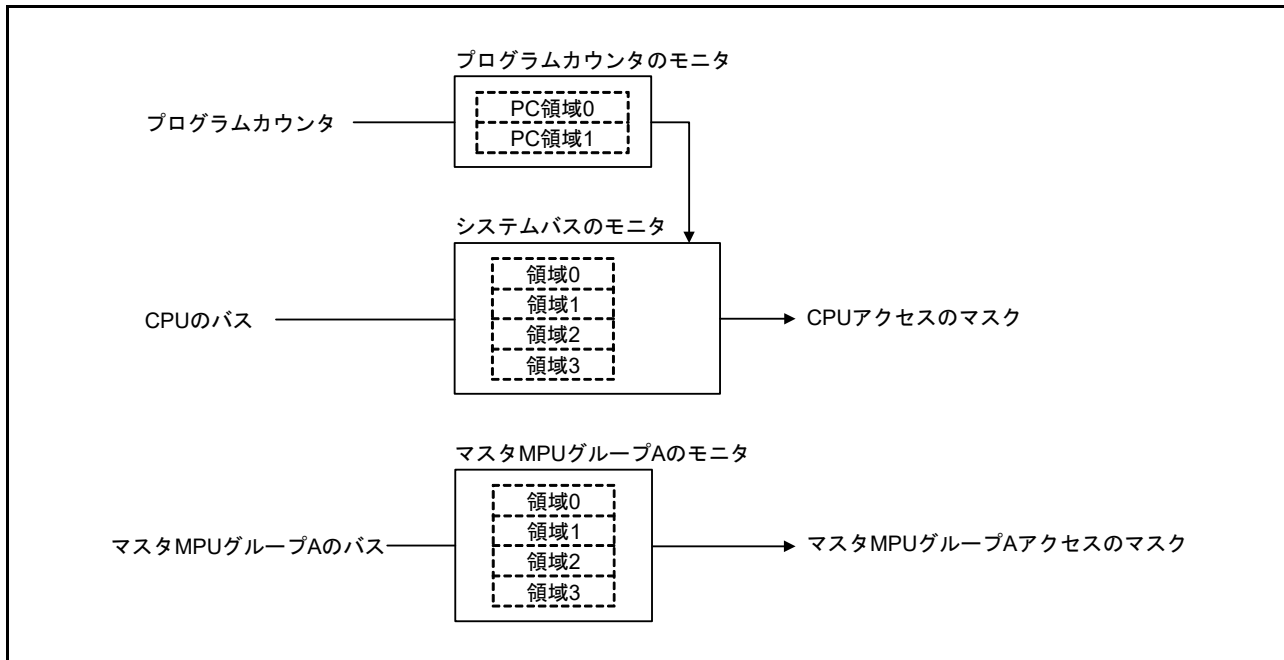 プログラムカウンタのモニタ
プログラムカウンタ
PC領域0
PC領域1
システムバスのモニタ
CPUのバス
領域0
領域1
領域2
領域3
CPUアクセスのマスク
マスタMPUグループAのモニタ
マスタMPUグループAのバス
領域0
領域1
領域2
領域3
マスタMPUグループAアクセスのマスク